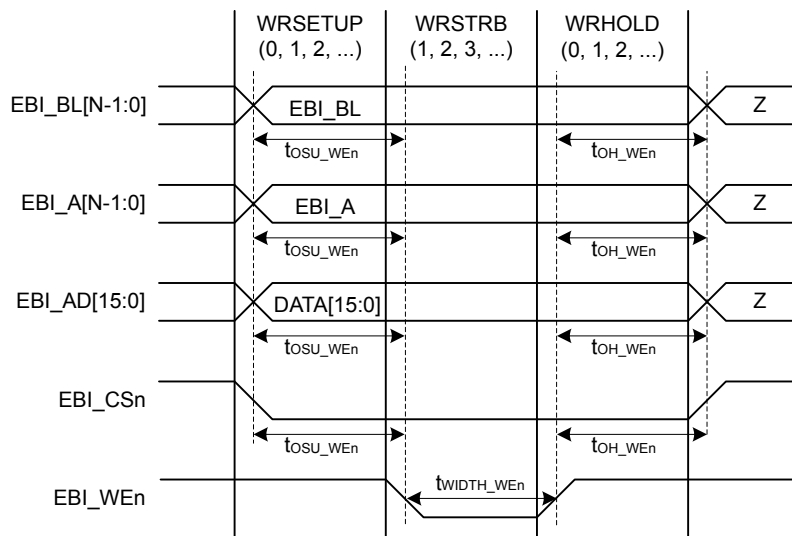 WRSETUP WRSTRB WRHOLD
(0, 1, 2, ...) (1, 2, 3, ...) (0, 1, 2, ...)
EBI_BL[N-1:0] EBI_BL Z
tOSU_WEn tOH_WEn
EBI_A[N-1:0] EBI_A Z
tOSU_WEn tOH_WEn
EBI_AD[15:0] DATA[15:0] Z
tOSU_WEn tOH_WEn
EBI_CSn
tOSU_WEn tOH_WEn
EBI_WEn tWIDTH_WEn